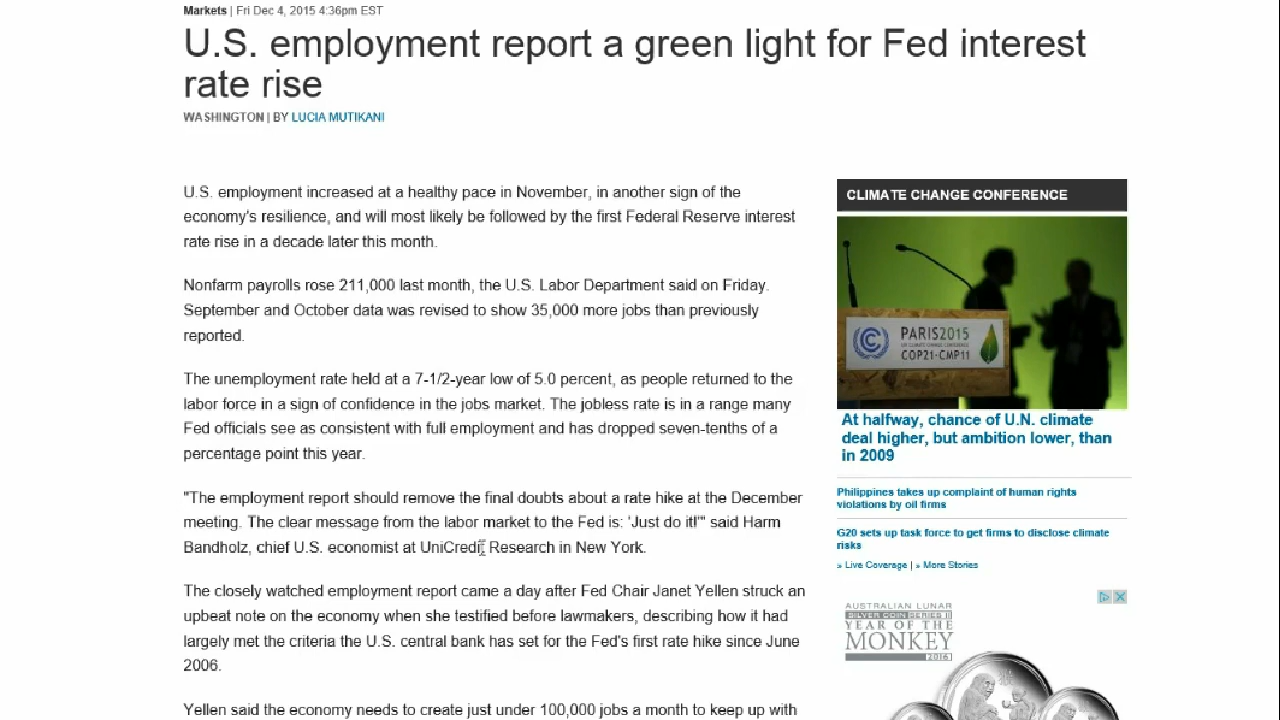 Markets | Fri Dec 4, 2015 4:36pm EST
U.S. employment report a green light for Fed interest
rate rise
WASHINGTON | BY LUCIA MUTIKANI
U.S. employment increased at a healthy pace in November, in another sign of the
economy's resilience, and will most likely be followed by the first Federal Reserve interest
rate rise in a decade later this month.
Nonfarm payrolls rose 211,000 last month, the U.S. Labor Department said on Friday.
September and October data was revised to show 35,000 more jobs than previously
reported.
The unemployment rate held at a 7-1/2-year low of 5.0 percent, as people returned to the
labor force in a sign of confidence in the jobs market. The jobless rate is in a range many
Fed officials see as consistent with full employment and has dropped seven-tenths of a
percentage point this year.
"The employment report should remove the final doubts about a rate hike at the December
meeting. The clear message from the labor market to the Fed is: 'Just do it!'" said Harm
Bandholz, chief U.S. economist at UniCredit Research in New York.
The closely watched employment report came a day after Fed Chair Janet Yellen struck an
upbeat note on the economy when she testified before lawmakers, describing how it had
largely met the criteria the U.S. central bank has set for the Fed's first rate hike since June
2006.
Yellen said the economy needs to create just under 100,000 jobs a month to keep up with
CLIMATE CHANGE CONFERENCE
PARIS2015
UN CLIMATE CHANGE CONFERENCE
COP21·CMP11
At halfway, chance of U.N. climate
deal higher, but ambition lower, than
in 2009
Philippines takes up complaint of human rights
violations by oil firms
G20 sets up task force to get firms to disclose climate
risks
» Live Coverage | » More Stories
AUSTRALIAN LUNAR
SILVER COIN SERIES II
YEAR OF THE
MONKEY
2016